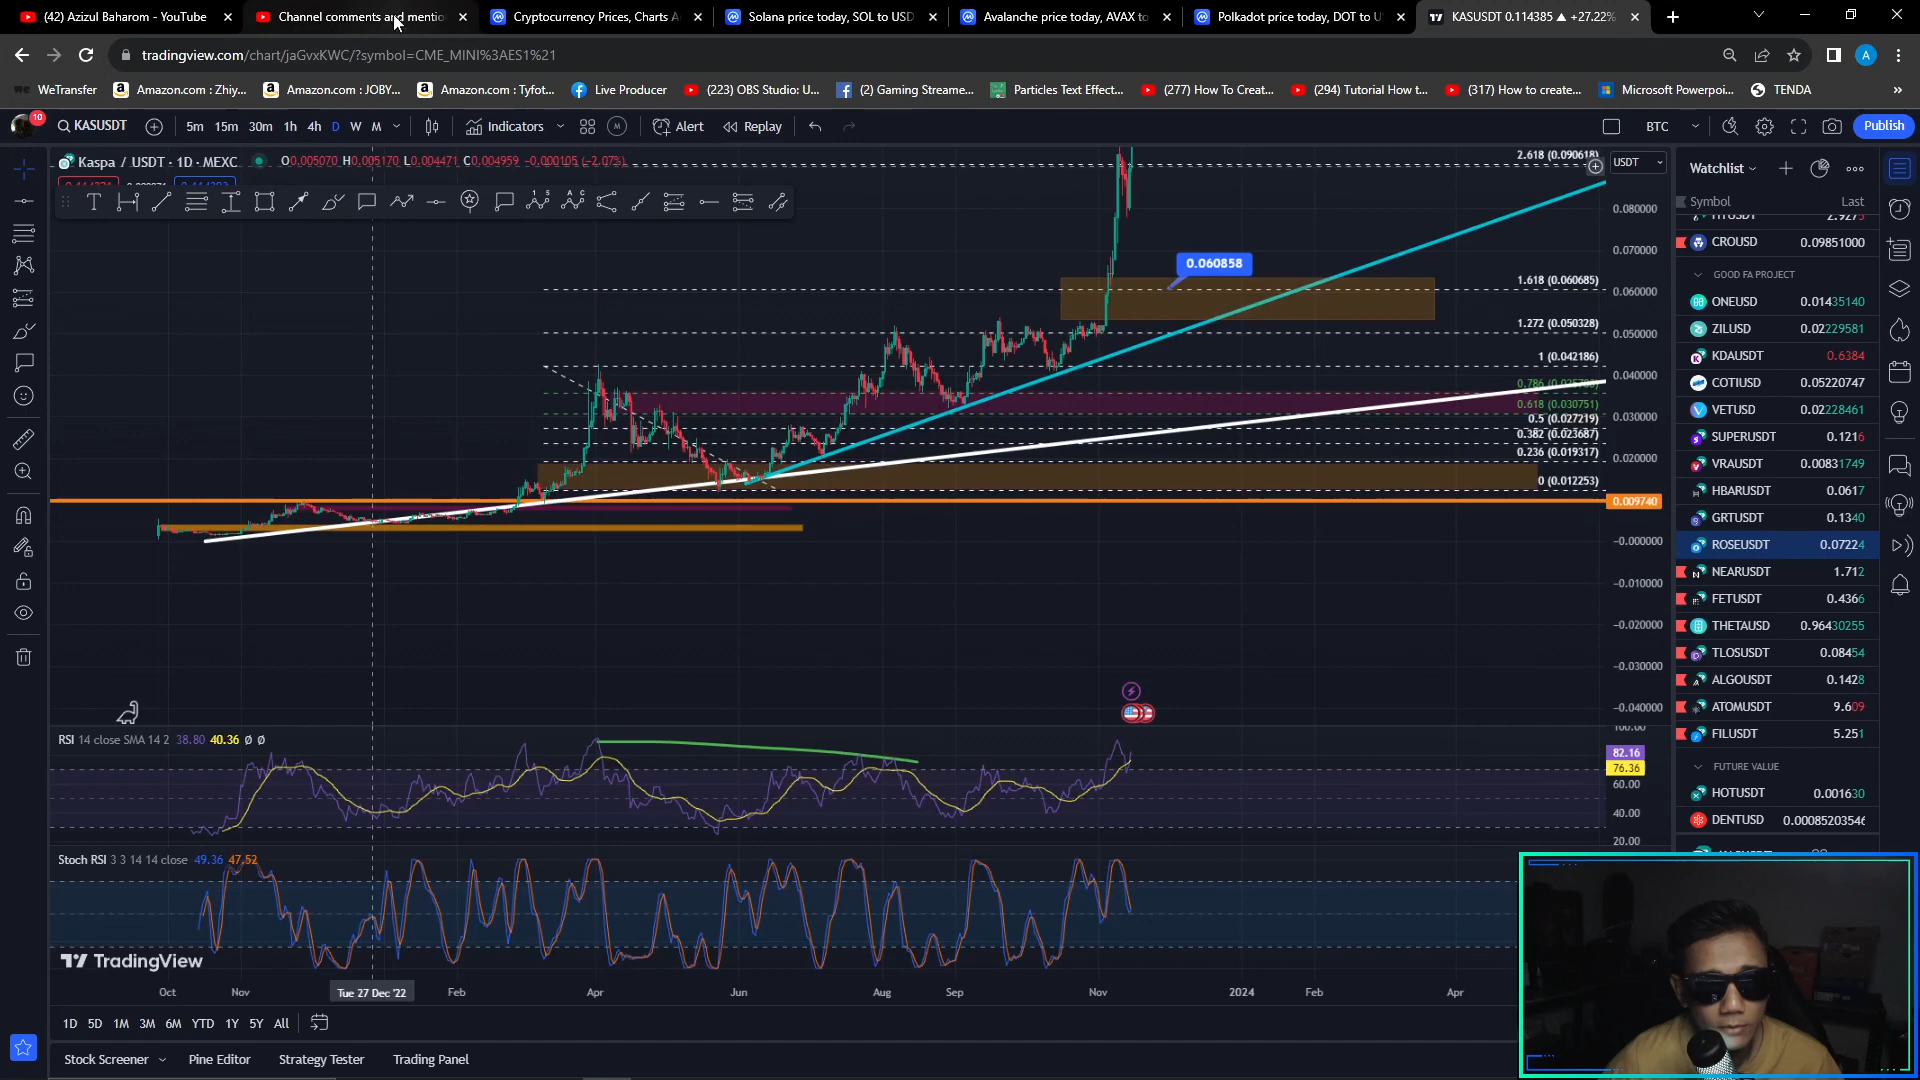 (42) Azizul Baharom - YouTube
Channel comments and mentio
Cryptocurrency Prices, Charts A
Solana price today, SOL to USD
Avalanche price today, AVAX to
Polkadot price today, DOT to U
KASUSDT 0.114385 ▲ +27.22%
tradingview.com/chart/jaGvxKWC/?symbol=CME_MINI%3AES1%21
A
WeTransfer
Amazon.com : Zhiy...
Amazon.com : JOBY...
Amazon.com : Tyfot...
Live Producer
(223) OBS Studio: U...
(2) Gaming Streame...
Particles Text Effect...
(277) How To Creat...
(294) Tutorial How t...
(317) How to create...
Microsoft Powerpoi...
TENDA
»
10
KASUSDT
5m 15m 30m 1h 4h D W M
Indicators
Alert
Replay
BTC
Publish
Kaspa / USDT · 1D · MEXC
O0.005070 H0.005170 L0.004471 C0.004959 −0.000105 (−2.07%)
USDT
2.618 (0.090618)
0.060858
1.618 (0.060685)
1.272 (0.050328)
1 (0.042186)
0.618 (0.030751)
0.5 (0.027219)
0.382 (0.023687)
0.236 (0.019317)
0 (0.012253)
0.080000
0.070000
0.060000
0.050000
0.040000
0.030000
0.020000
0.009740
−0.000000
−0.010000
−0.020000
−0.030000
−0.040000
RSI 14 close SMA 14 2 38.80 40.36 Ø Ø
100.00
82.16
76.36
60.00
40.00
20.00
Stoch RSI 3 3 14 14 close 49.36 47.52
TradingView
Oct Nov Tue 27 Dec '22 Feb Apr Jun Aug Sep Nov 2024 Feb Apr
1D 5D 1M 3M 6M YTD 1Y 5Y All
Stock Screener
Pine Editor
Strategy Tester
Trading Panel
Watchlist
Symbol Last
CROUSD 0.09851000
GOOD FA PROJECT
ONEUSD 0.01435140
ZILUSD 0.02229581
KDAUSDT 0.6384
COTIUSD 0.05220747
VETUSD 0.02228461
SUPERUSDT 0.1216
VRAUSDT 0.00831749
HBARUSDT 0.0617
GRTUSDT 0.1340
ROSEUSDT 0.07224
NEARUSDT 1.712
FETUSDT 0.4366
THETAUSD 0.96430255
TLOSUSDT 0.08454
ALGOUSDT 0.1428
ATOMUSDT 9.609
FILUSDT 5.251
FUTURE VALUE
HOTUSDT 0.001630
DENTUSD 0.0008520354